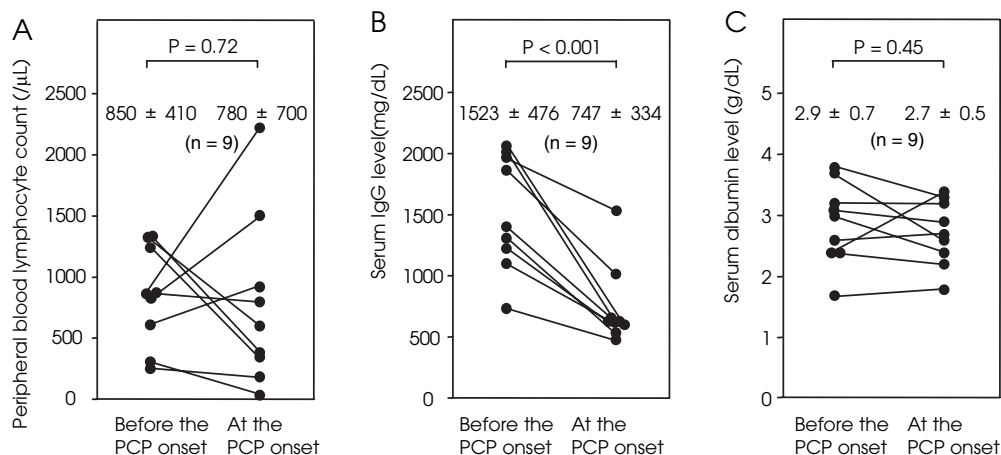 A
Peripheral blood lymphocyte count (/μL)
P = 0.72
2500
850 ± 410 780 ± 700
(n = 9)
2000
1500
1000
500
0
Before the
PCP onset
At the
PCP onset
B
Serum IgG level(mg/dL)
P < 0.001
2500
1523 ± 476 747 ± 334
(n = 9)
2000
1500
1000
500
0
Before the
PCP onset
At the
PCP onset
C
Serum albumin level (g/dL)
P = 0.45
5
2.9 ± 0.7 2.7 ± 0.5
(n = 9)
4
3
2
1
0
Before the
PCP onset
At the
PCP onset